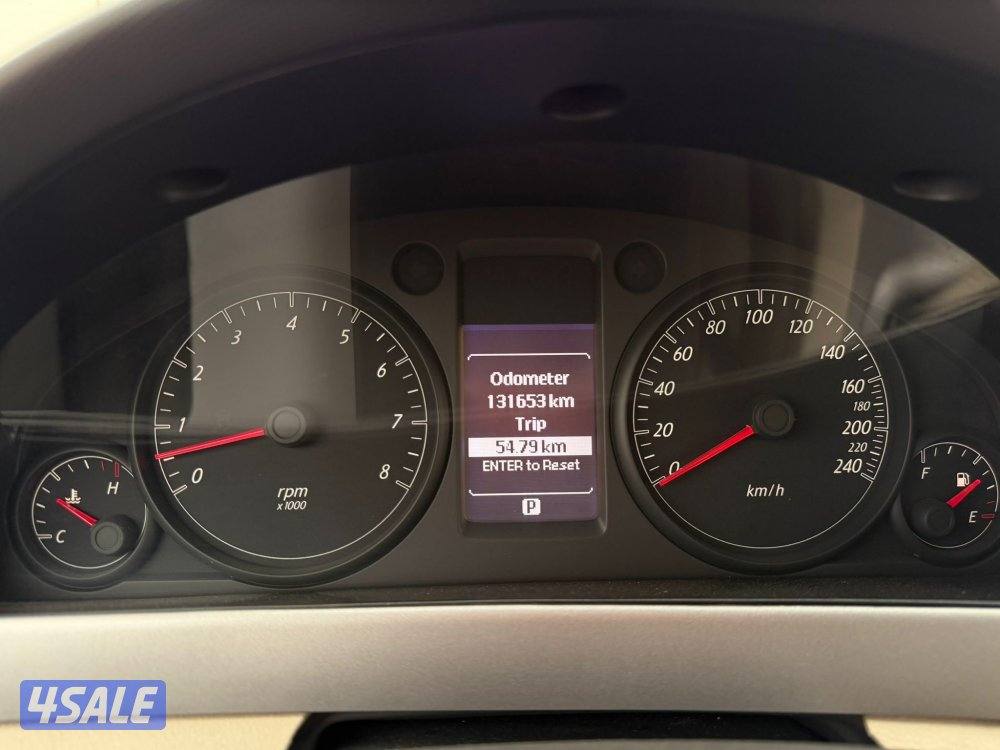 0
1
2
3
4
5
6
7
8
rpm
x1000
C
H
Odometer
131653 km
Trip
54.79 km
ENTER to Reset
P
0
20
40
60
80
100
120
140
160
180
200
220
240
km/h
F
E
4SALE